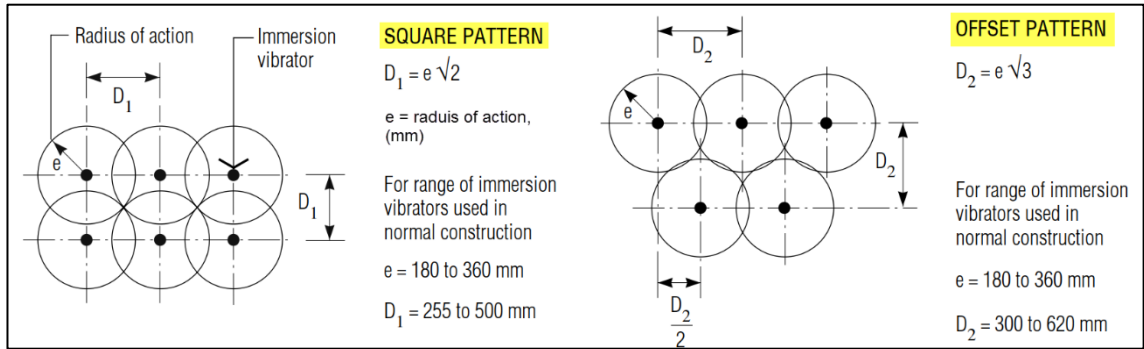 Radius of action
Immersion
vibrator
D1
e
D1
SQUARE PATTERN
D1 = e √2
e = raduis of action,
(mm)
For range of immersion
vibrators used in
normal construction
e = 180 to 360 mm
D1 = 255 to 500 mm
D2
e
D2
D2
2
OFFSET PATTERN
D2 = e √3
For range of immersion
vibrators used in
normal construction
e = 180 to 360 mm
D2 = 300 to 620 mm